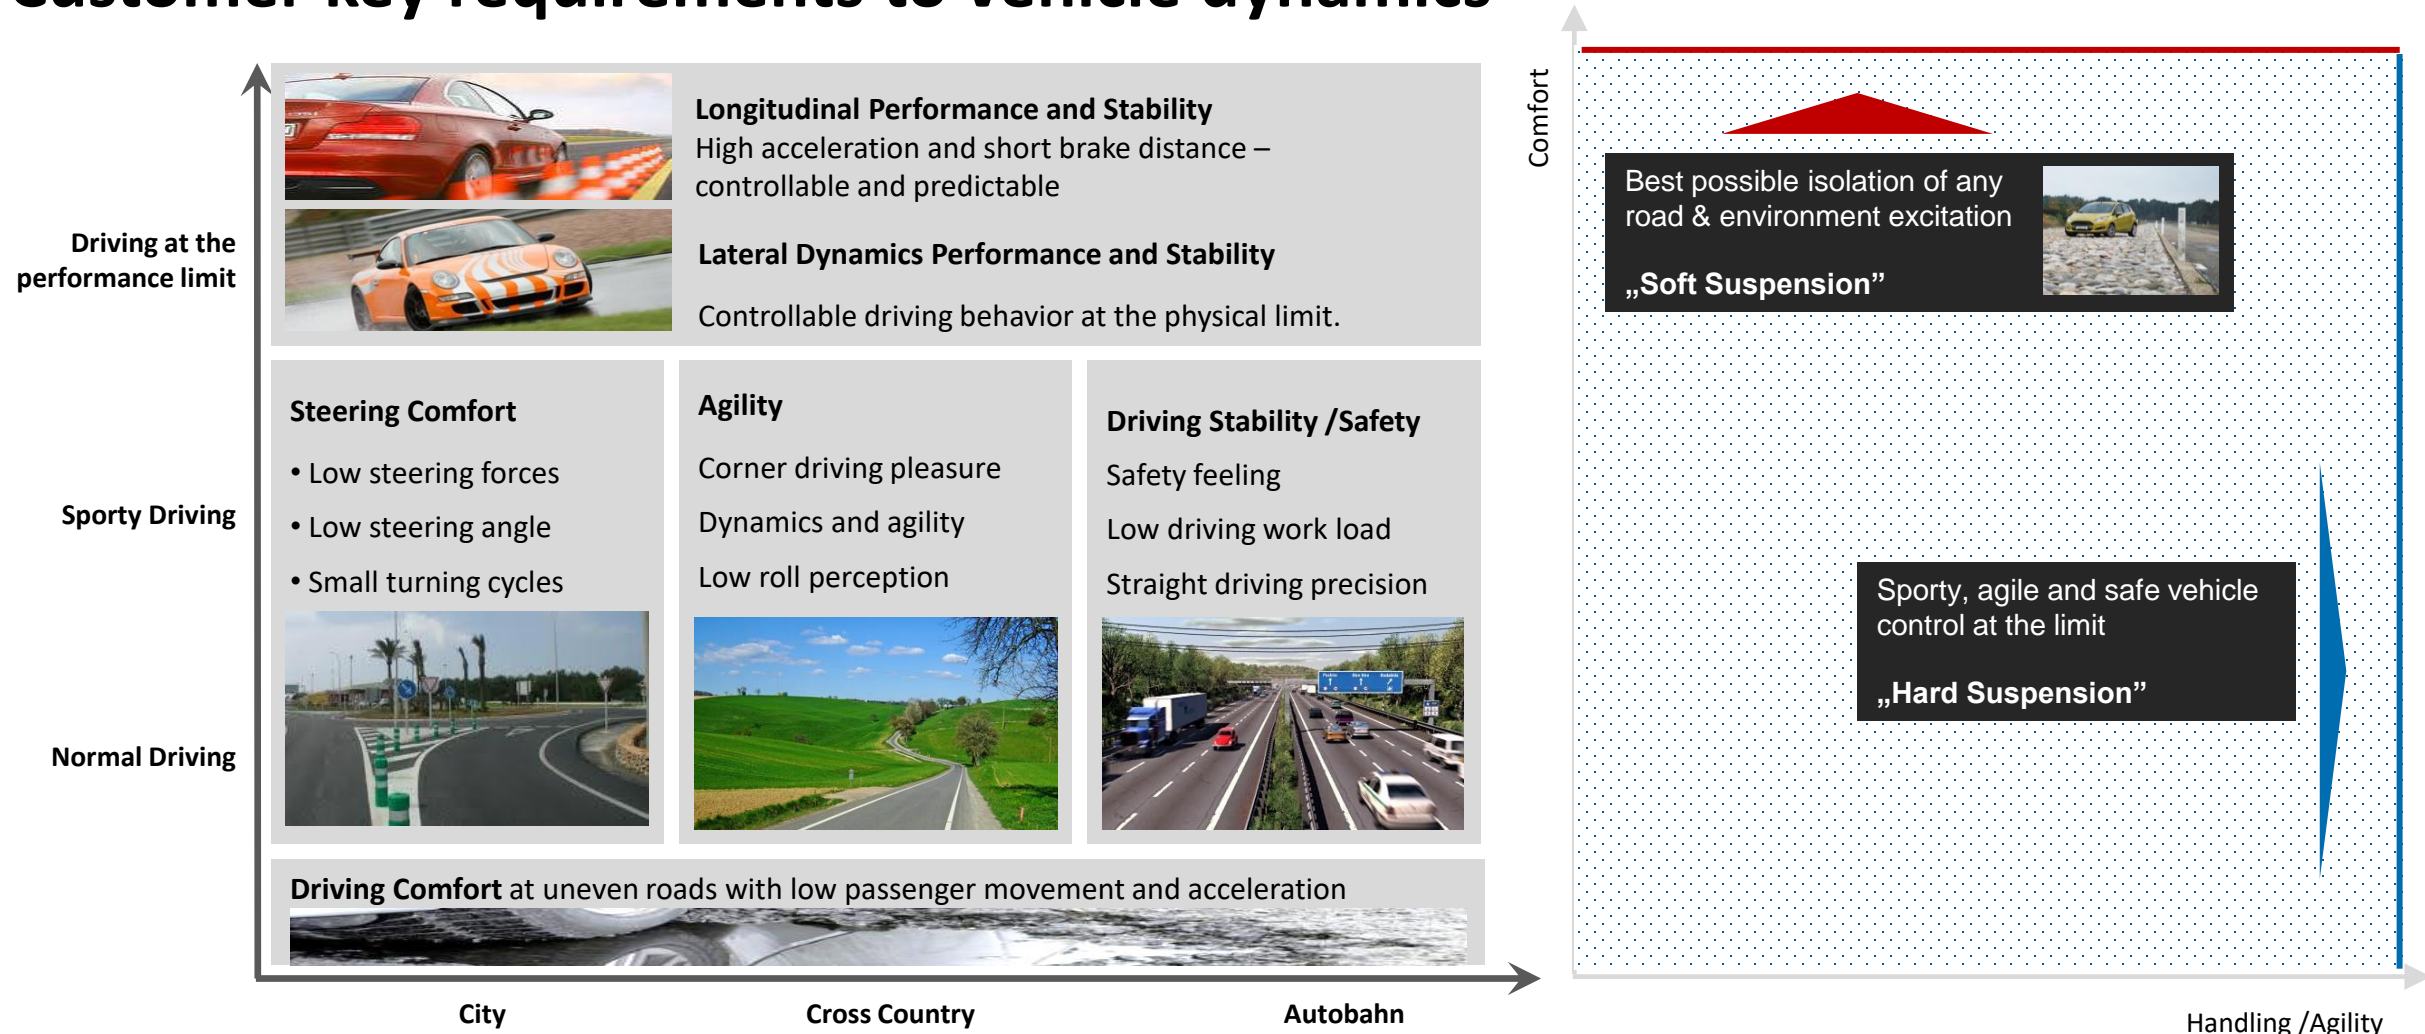 Customer key requirements to vehicle dynamics
Longitudinal Performance and Stability
High acceleration and short brake distance –
controllable and predictable
Lateral Dynamics Performance and Stability
Controllable driving behavior at the physical limit.
Driving at the
performance limit
Sporty Driving
Normal Driving
Steering Comfort
• Low steering forces
• Low steering angle
• Small turning cycles
Agility
Corner driving pleasure
Dynamics and agility
Low roll perception
Driving Stability /Safety
Safety feeling
Low driving work load
Straight driving precision
Driving Comfort at uneven roads with low passenger movement and acceleration
City
Cross Country
Autobahn
Comfort
Best possible isolation of any
road & environment excitation
„Soft Suspension”
Sporty, agile and safe vehicle
control at the limit
„Hard Suspension”
Handling /Agility